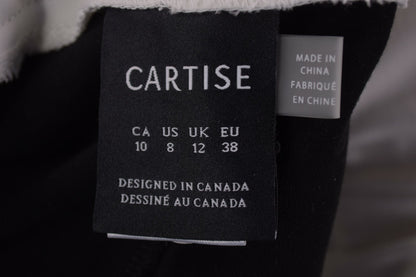 CARTISE
CA US UK EU
10 8 12 38
DESIGNED IN CANADA
DESSINÉ AU CANADA
MADE IN
CHINA
FABRIQUÉ
EN CHINE